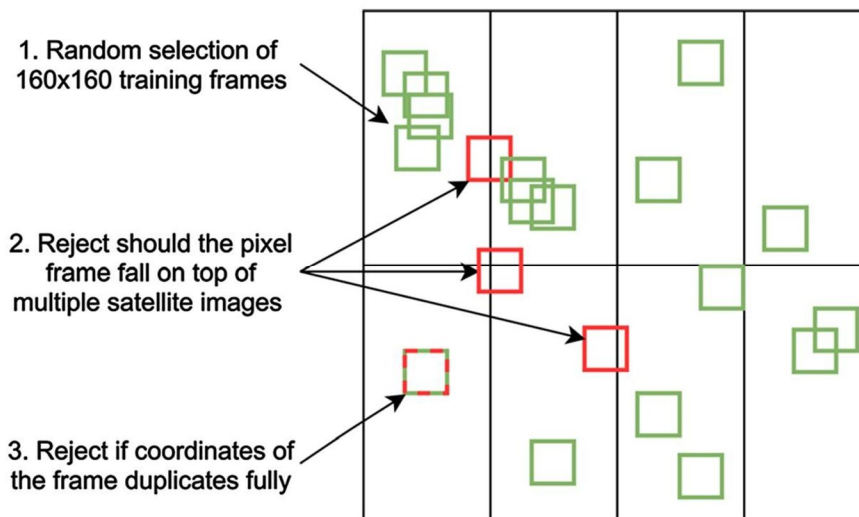 1. Random selection of
160x160 training frames
2. Reject should the pixel
frame fall on top of
multiple satellite images
3. Reject if coordinates of
the frame duplicates fully